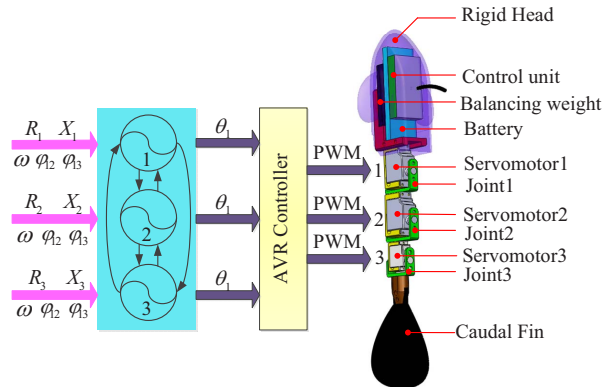 Rigid Head
Control unit
Balancing weight
Battery
R₁ X₁
ω φ₁₂ φ₁₃
1
θ₁
PWM
1
Servomotor1
Joint1
R₂ X₂
ω φ₁₂ φ₁₃
2
θ₁
AVR Controller
PWM
2
Servomotor2
Joint2
PWM
3
Servomotor3
Joint3
R₃ X₃
ω φ₁₂ φ₁₃
3
θ₁
Caudal Fin